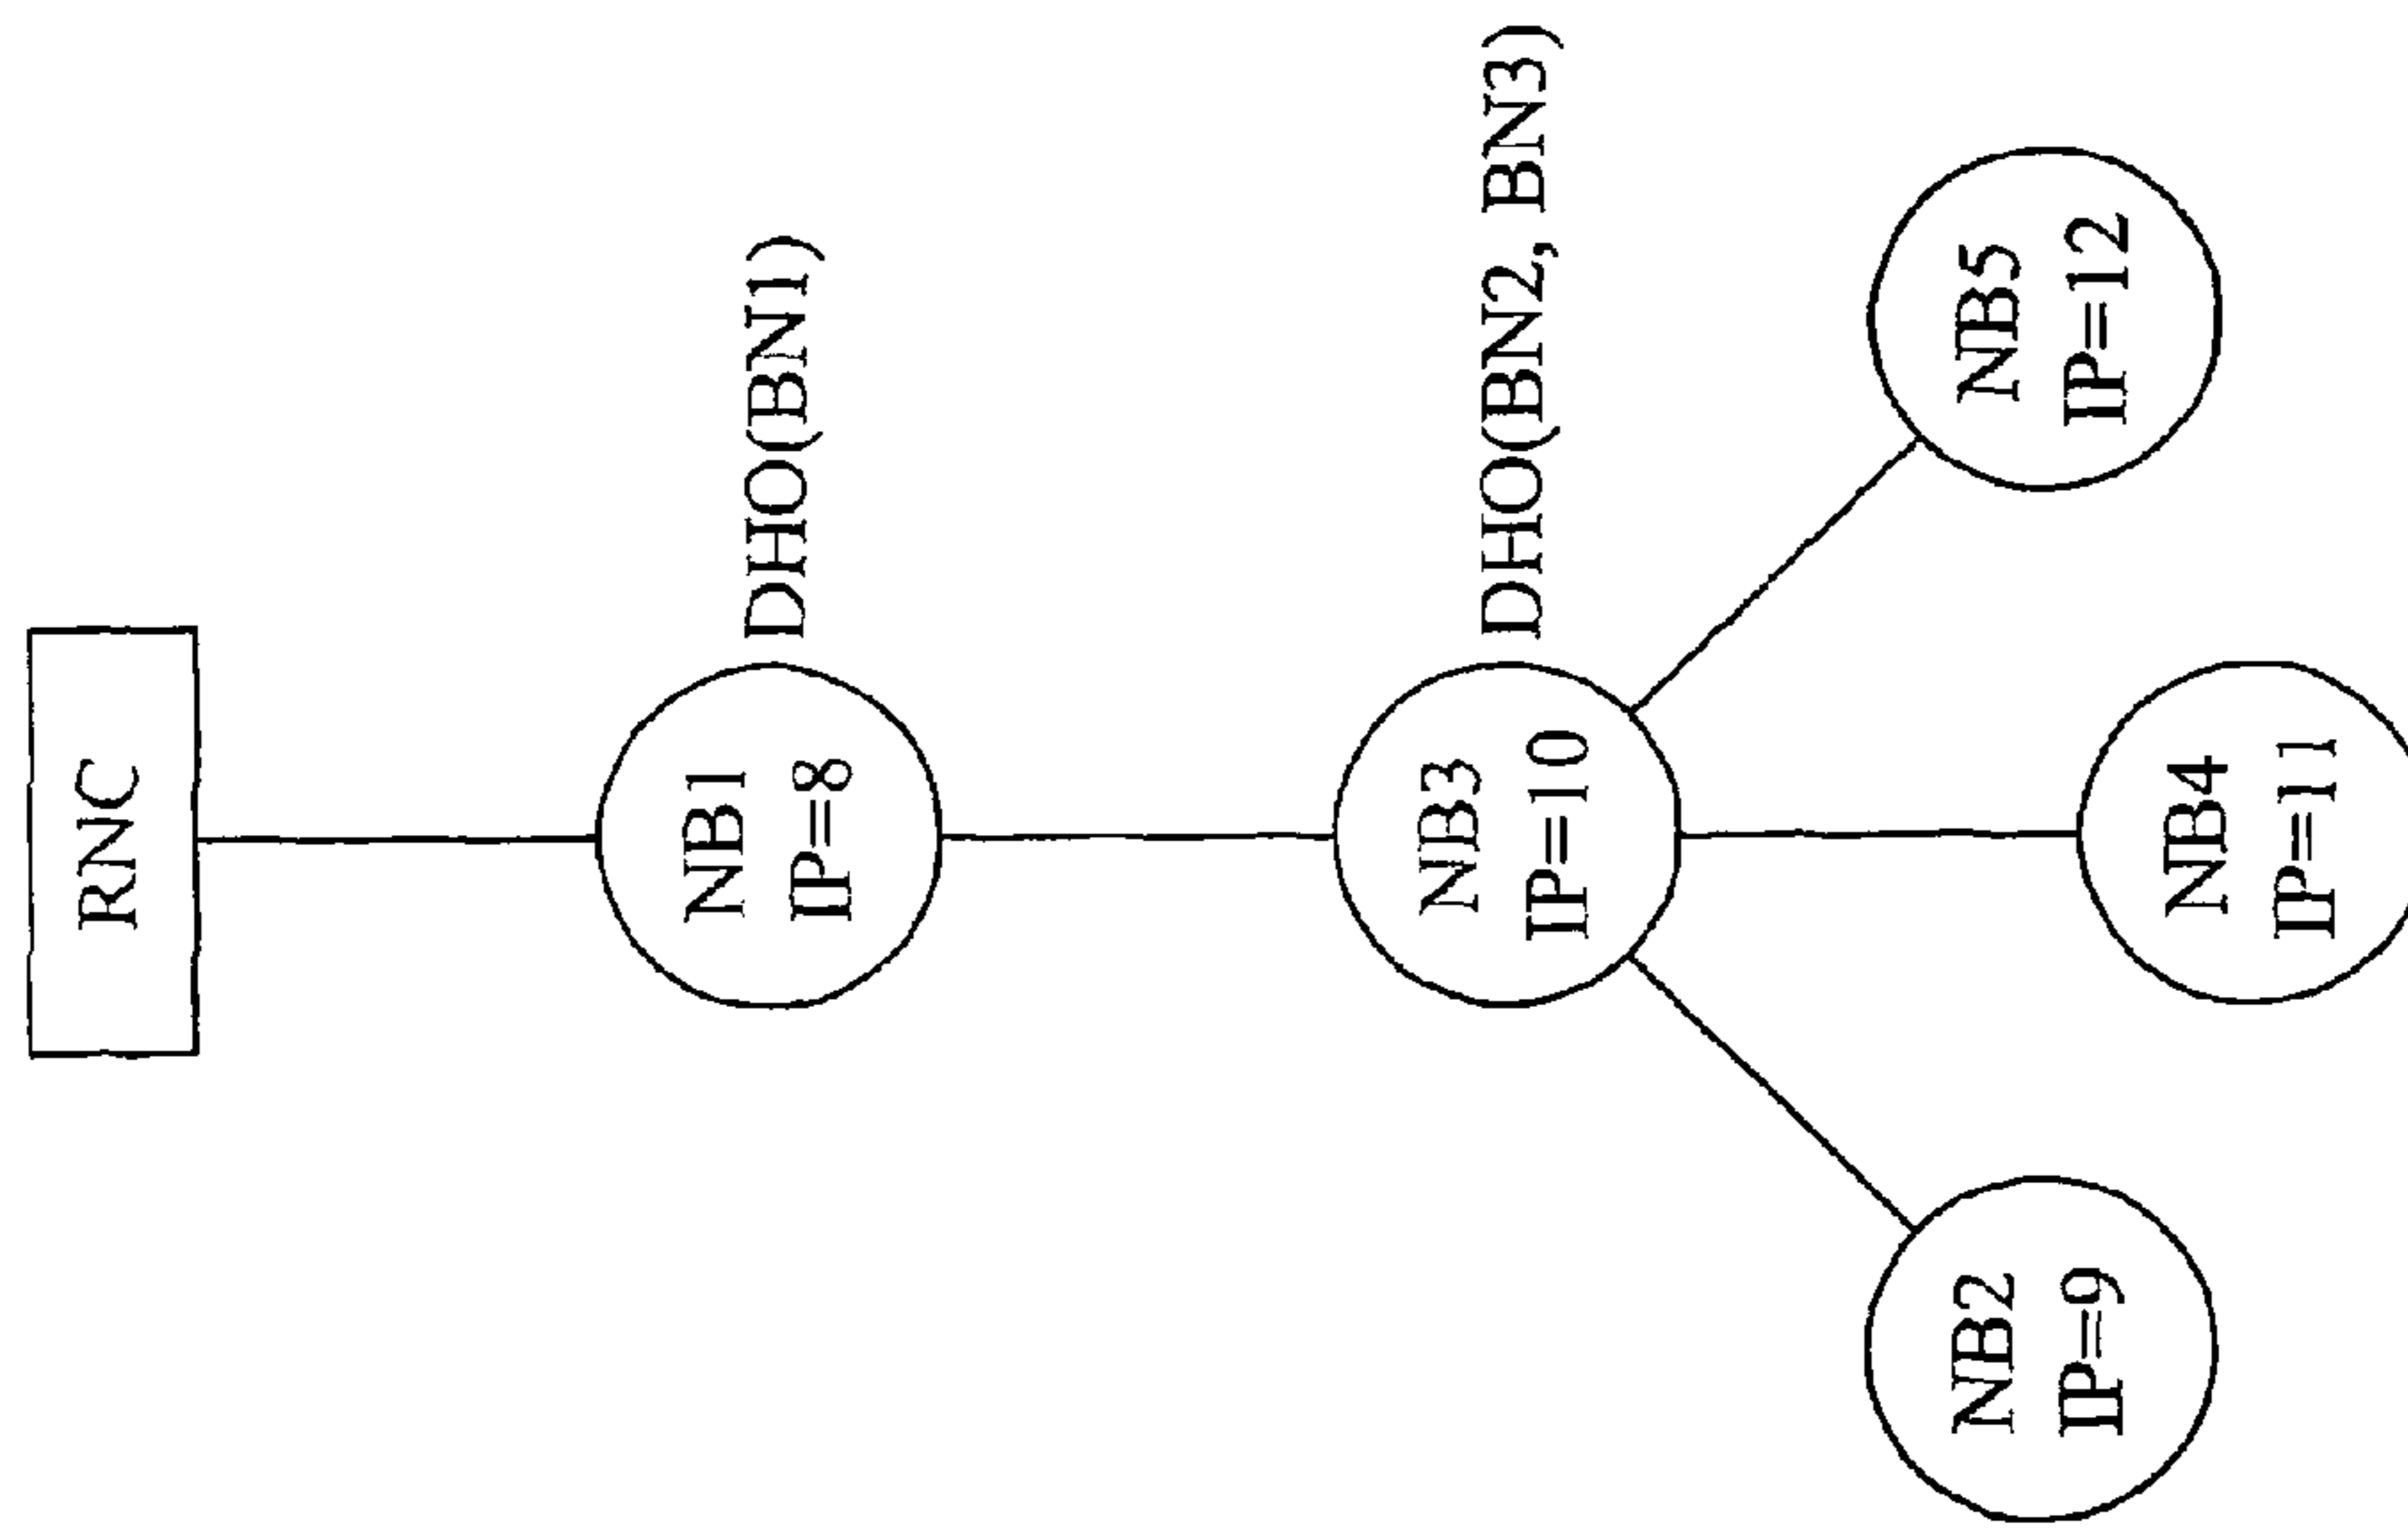 RNC
NB1
IP=8
DHO(BN1)
NB3
IP=10
DHO(BN2, BN3)
NB2
IP=9
NB4
IP=11
NB5
IP=12